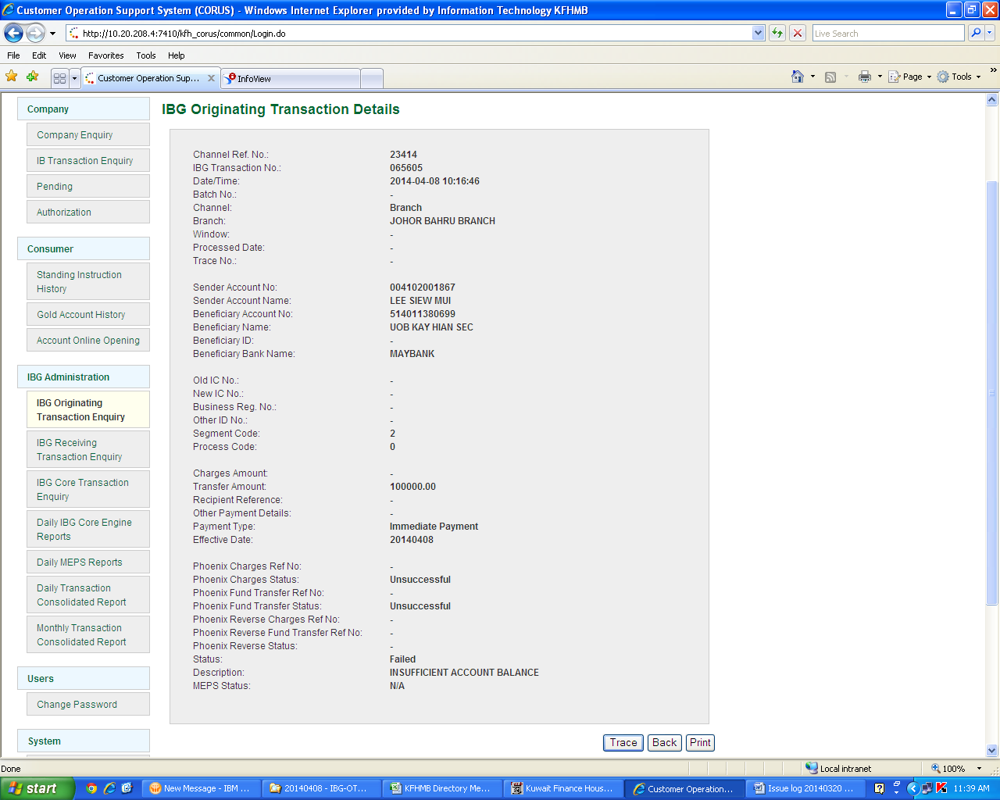 Customer Operation Support System (CORUS) - Windows Internet Explorer provided by Information Technology KFHMB
http://10.20.208.4:7410/kfh_corus/common/Login.do
Live Search
File Edit View Favorites Tools Help
Customer Operation Sup...
InfoView
Page
Tools
Company
Company Enquiry
IB Transaction Enquiry
Pending
Authorization
Consumer
Standing Instruction
History
Gold Account History
Account Online Opening
IBG Administration
IBG Originating
Transaction Enquiry
IBG Receiving
Transaction Enquiry
IBG Core Transaction
Enquiry
Daily IBG Core Engine
Reports
Daily MEPS Reports
Daily Transaction
Consolidated Report
Monthly Transaction
Consolidated Report
Users
Change Password
System
IBG Originating Transaction Details
Channel Ref. No.: 23414
IBG Transaction No.: 065605
Date/Time: 2014-04-08 10:16:46
Batch No.: -
Channel: Branch
Branch: JOHOR BAHRU BRANCH
Window: -
Processed Date: -
Trace No.: -
Sender Account No: 004102001867
Sender Account Name: LEE SIEW MUI
Beneficiary Account No: 514011380699
Beneficiary Name: UOB KAY HIAN SEC
Beneficiary ID: -
Beneficiary Bank Name: MAYBANK
Old IC No.: -
New IC No.: -
Business Reg. No.: -
Other ID No.: -
Segment Code: 2
Process Code: 0
Charges Amount: -
Transfer Amount: 100000.00
Recipient Reference: -
Other Payment Details: -
Payment Type: Immediate Payment
Effective Date: 20140408
Phoenix Charges Ref No: -
Phoenix Charges Status: Unsuccessful
Phoenix Fund Transfer Ref No: -
Phoenix Fund Transfer Status: Unsuccessful
Phoenix Reverse Charges Ref No: -
Phoenix Reverse Fund Transfer Ref No: -
Phoenix Reverse Status: -
Status: Failed
Description: INSUFFICIENT ACCOUNT BALANCE
MEPS Status: N/A
Trace Back Print
Done
Local intranet
100%
start
New Message - IBM ...
20140408 - IBG-OT...
KFHMB Directory Me...
Kuwait Finance Hous...
Customer Operation...
Issue log 20140320 ...
11:39 AM